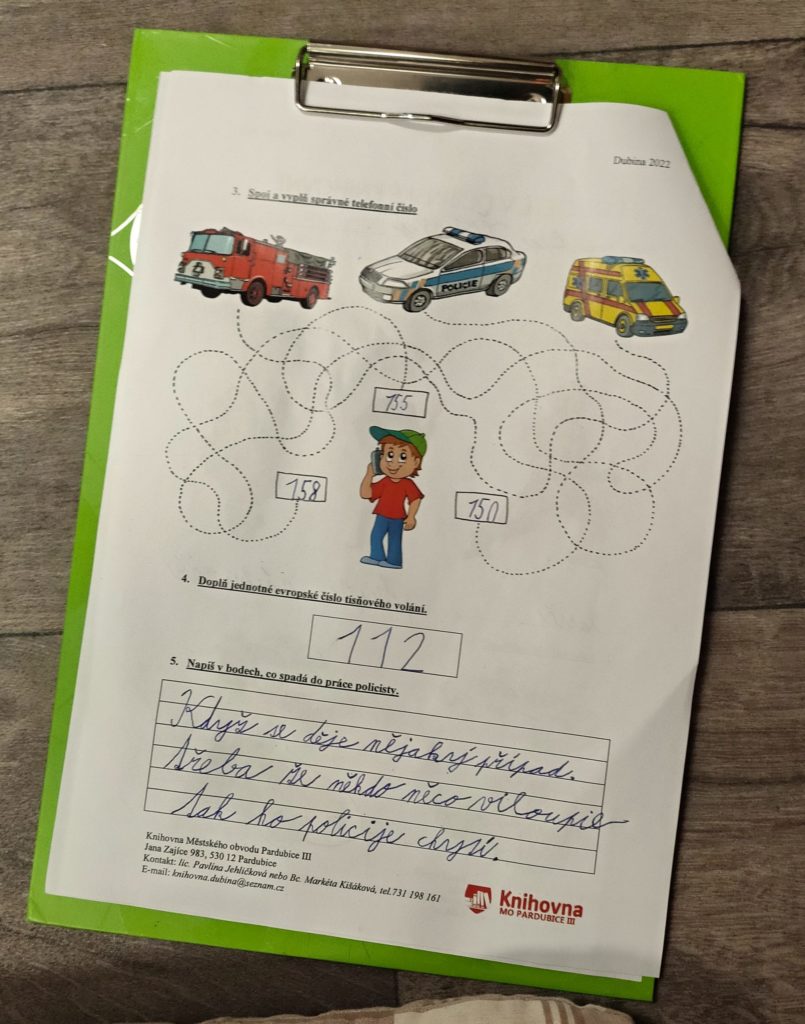 Dubina 2022
3. Spoj a vyplň správné telefonní číslo
POLICIE
155
158
150
4. Doplň jednotné evropské číslo tísňového volání.
112
5. Napiš v bodech, co spadá do práce policisty.
Když se děje nějaký případ.
třeba že někdo něco viloupie
tak ho policije chytí.
Knihovna Městského obvodu Pardubice III
Jana Zajíce 983, 530 12 Pardubice
Kontakt: Iic. Pavlína Jehličková nebo Bc. Markéta Kišáková, tel.731 198 161
E-mail: knihovna.dubina@seznam.cz
Knihovna
MO PARDUBICE III